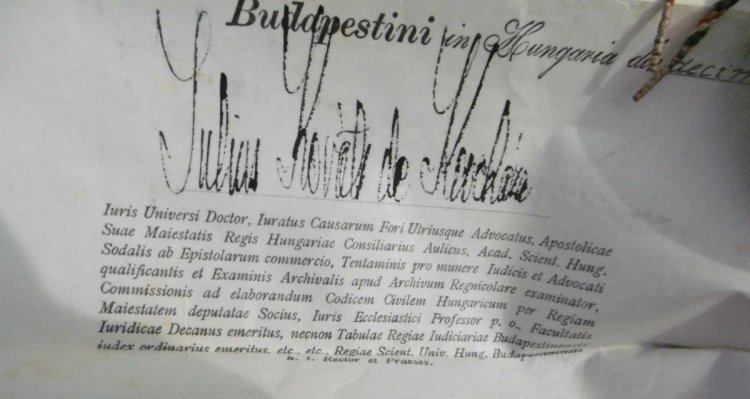 Budapestini in Hungaria die decim
Julius Kováts de
Iuris Universi Doctor, Iuratus Causarum Fori Utriusque Advocatus, Apostolicae
Suae Maiestatis Regis Hungariae Consiliarius Aulicus, Acad. Scient. Hung.
Sodalis ab Epistolarum commercio, Tentaminis pro munere Iudicis et Advocati
qualificantis et Examinis Archivalis apud Archivum Regnicolare examinator,
Commissionis ad elaborandum Codicem Civilem Hungaricum per Regiam
Maiestatem deputatae Socius, Iuris Ecclesiastici Professor p. o., Facultatis
Iuridicae Decanus emeritus, necnon Tabulae Regiae Iudiciariae Budapestinensis
iudex ordinarius emeritus, etc., etc., Regiae Scient. Univ. Hung. Budapestinensis
h. t. Rector et Praeses.